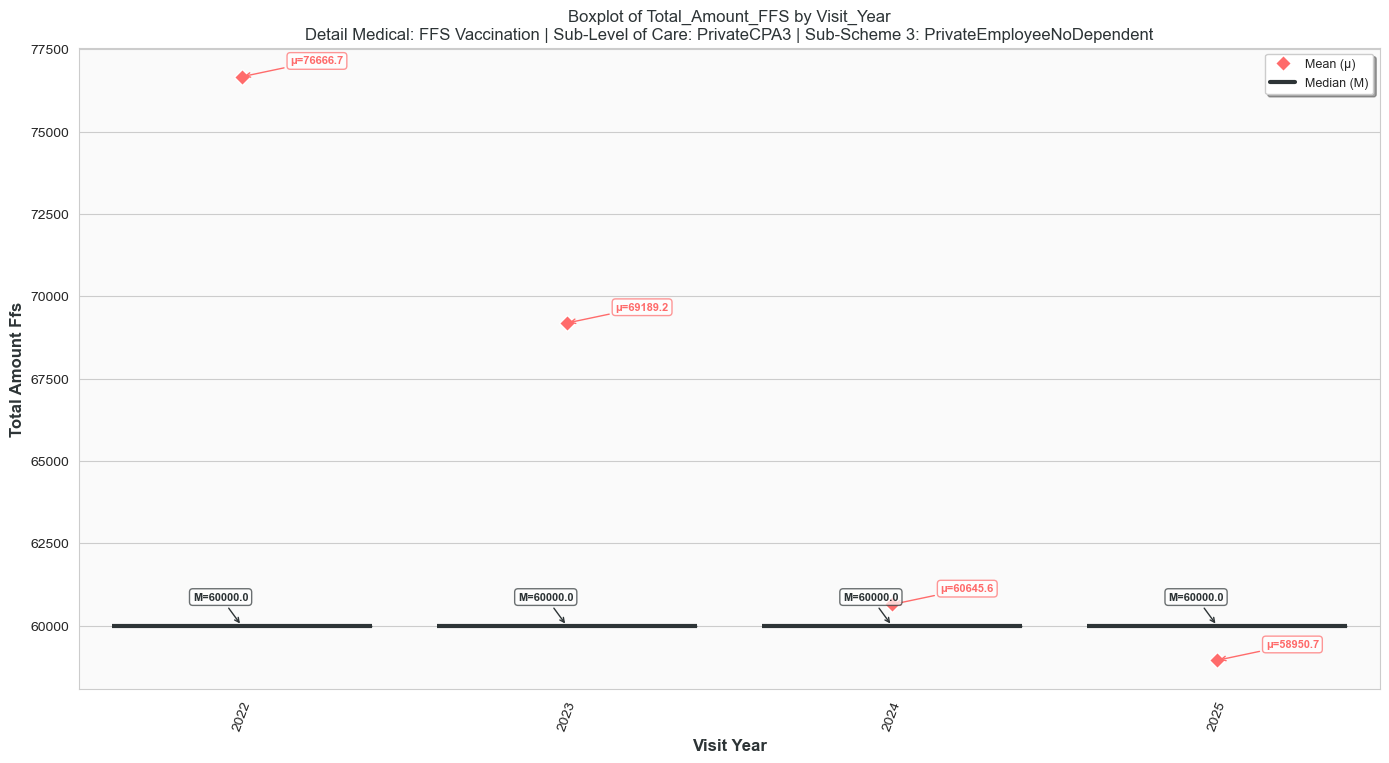 Boxplot of Total_Amount_FFS by Visit_Year
Detail Medical: FFS Vaccination | Sub-Level of Care: PrivateCPA3 | Sub-Scheme 3: PrivateEmployeeNoDependent
Mean (μ)
Median (M)
77500
75000
72500
70000
67500
65000
62500
60000
Total Amount Ffs
μ=76666.7
μ=69189.2
μ=60645.6
μ=58950.7
M=60000.0
M=60000.0
M=60000.0
M=60000.0
2022
2023
2024
2025
Visit Year